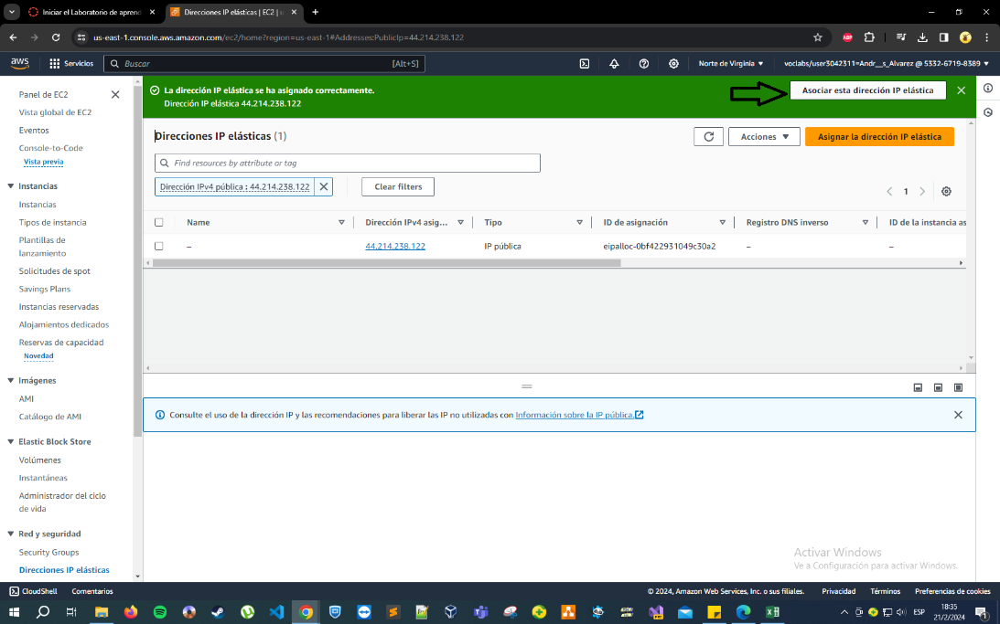 Iniciar el Laboratorio de aprend
Direcciones IP elásticas | EC2 | u
us-east-1.console.aws.amazon.com/ec2/home?region=us-east-1#Addresses:PublicIp=44.214.238.122
ABP
aws
Servicios
Buscar
[Alt+S]
Norte de Virginia
voclabs/user3042311=Andr__s_Alvarez @ 5332-6719-8389
Panel de EC2
Vista global de EC2
Eventos
Console-to-Code
Vista previa
Instancias
Instancias
Tipos de instancia
Plantillas de
lanzamiento
Solicitudes de spot
Savings Plans
Instancias reservadas
Alojamientos dedicados
Reservas de capacidad
Novedad
Imágenes
AMI
Catálogo de AMI
Elastic Block Store
Volúmenes
Instantáneas
Administrador del ciclo
de vida
Red y seguridad
Security Groups
Direcciones IP elásticas
La dirección IP elástica se ha asignado correctamente.
Dirección IP elástica 44.214.238.122
Asociar esta dirección IP elástica
Direcciones IP elásticas (1)
Acciones
Asignar la dirección IP elástica
Find resources by attribute or tag
Dirección IPv4 pública : 44.214.238.122
Clear filters
1
Name
Dirección IPv4 asig...
Tipo
ID de asignación
Registro DNS inverso
ID de la instancia as
–
44.214.238.122
IP pública
eipalloc-0bf422931049c30a2
–
–
Consulte el uso de la dirección IP y las recomendaciones para liberar las IP no utilizadas con Información sobre la IP pública.
Activar Windows
Ve a Configuración para activar Windows.
CloudShell
Comentarios
© 2024, Amazon Web Services, Inc. o sus filiales.
Privacidad
Términos
Preferencias de cookies
ESP
18:35
21/2/2024
1